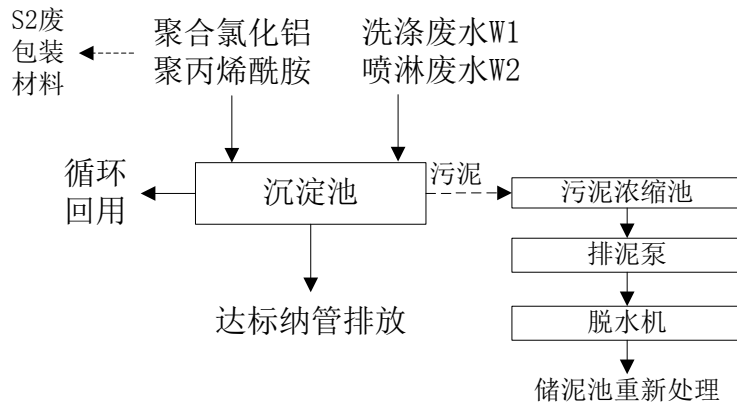 S2废
包装
材料
聚合氯化铝
聚丙烯酰胺
洗涤废水W1
喷淋废水W2
循环
回用
沉淀池
污泥
污泥浓缩池
排泥泵
达标纳管排放
脱水机
储泥池重新处理